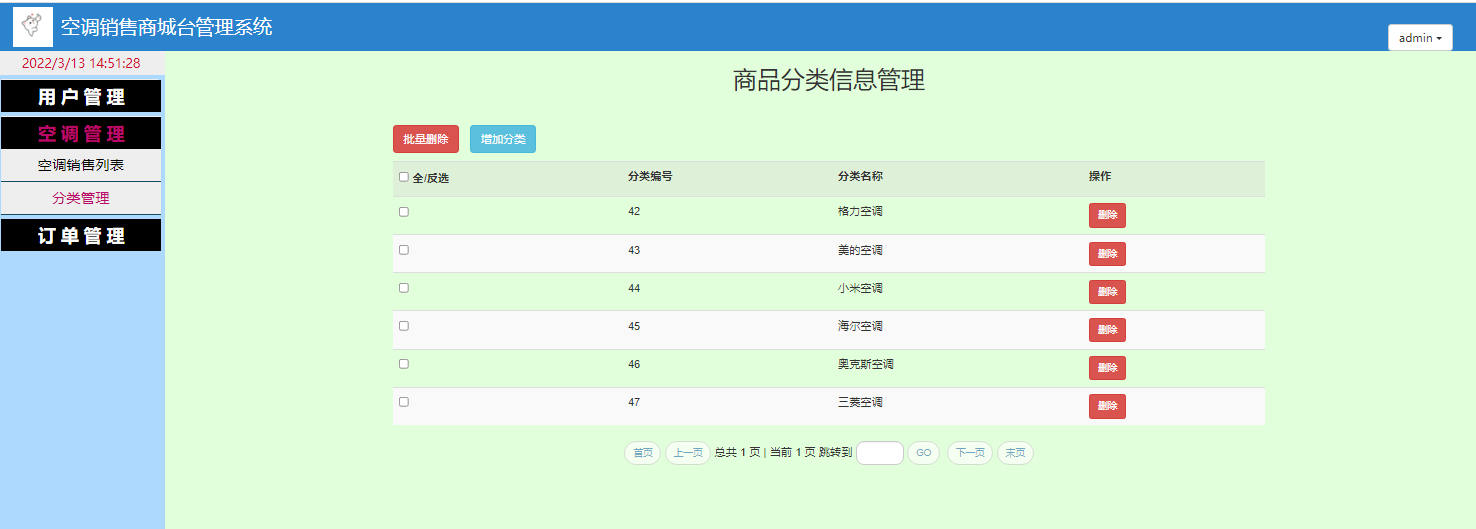 空调销售商城台管理系统
admin
2022/3/13 14:51:28
用户管理
空调管理
空调销售列表
分类管理
订单管理
商品分类信息管理
批量删除 增加分类
全/反选 分类编号 分类名称 操作
42 格力空调 删除
43 美的空调 删除
44 小米空调 删除
45 海尔空调 删除
46 奥克斯空调 删除
47 三菱空调 删除
首页 上一页 总共 1 页 | 当前 1 页 跳转到 GO 下一页 末页